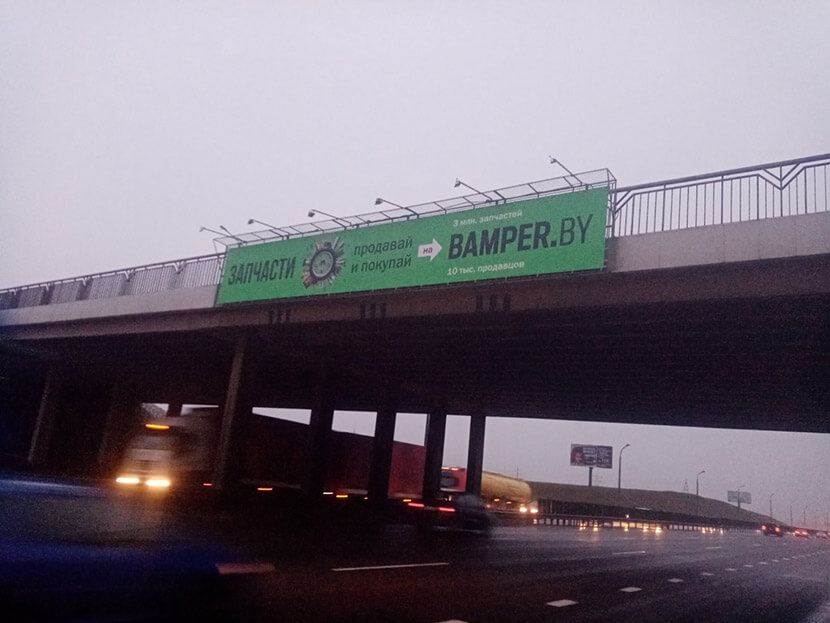 ЗАПЧАСТИ
продавай
и покупай
на
3 млн. запчастей
BAMPER.BY
10 тыс. продавцов